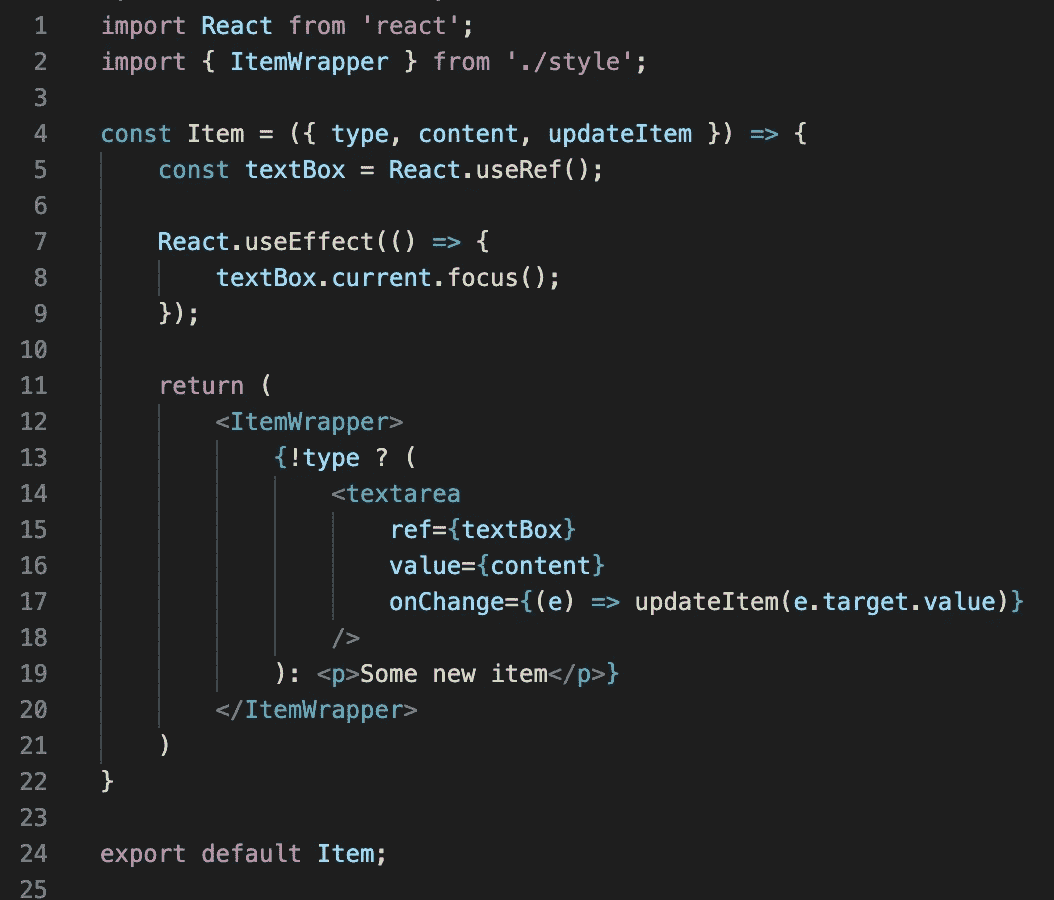 1 import React from 'react';
2 import { ItemWrapper } from './style';
3
4 const Item = ({ type, content, updateItem }) => {
5     const textBox = React.useRef();
6
7     React.useEffect(() => {
8         textBox.current.focus();
9     });
10
11     return (
12         <ItemWrapper>
13             {!type ? (
14                 <textarea
15                     ref={textBox}
16                     value={content}
17                     onChange={(e) => updateItem(e.target.value)}
18                 />
19             ): <p>Some new item</p>}
20         </ItemWrapper>
21     )
22 }
23
24 export default Item;
25